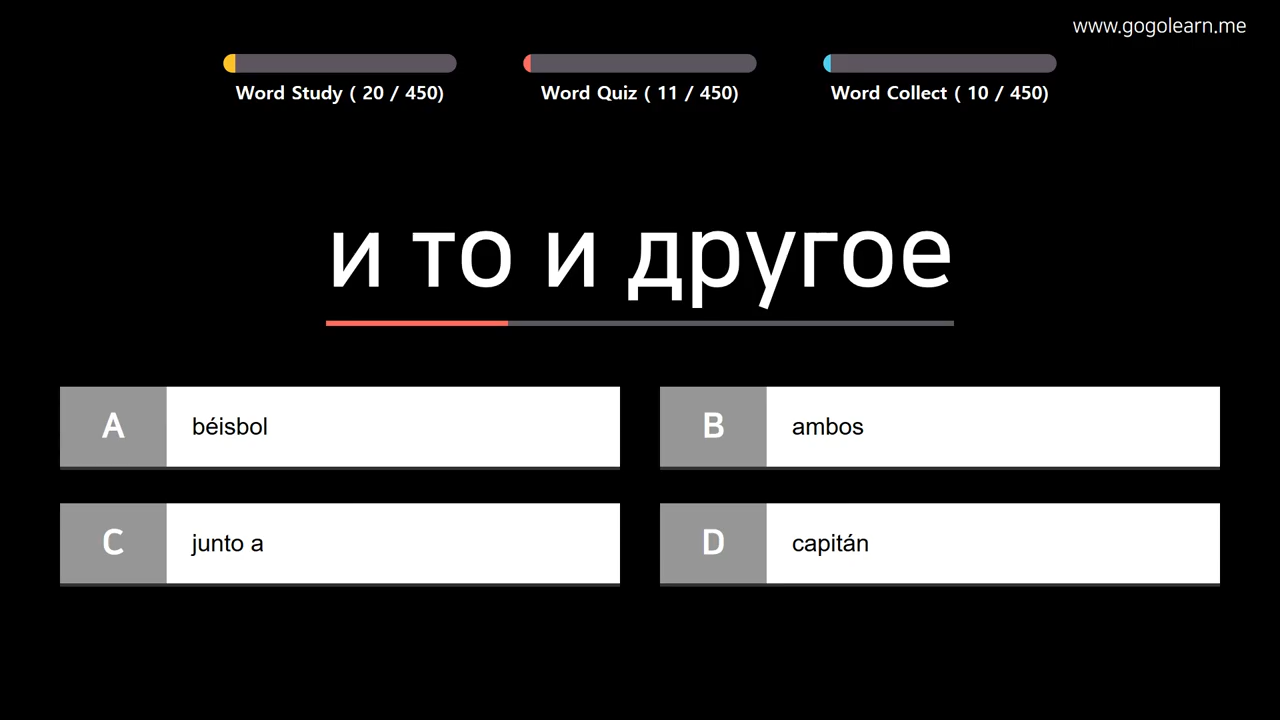 www.gogolearn.me
Word Study ( 20 / 450)
Word Quiz ( 11 / 450)
Word Collect ( 10 / 450)
и то и другое
A béisbol
B ambos
C junto a
D capitán